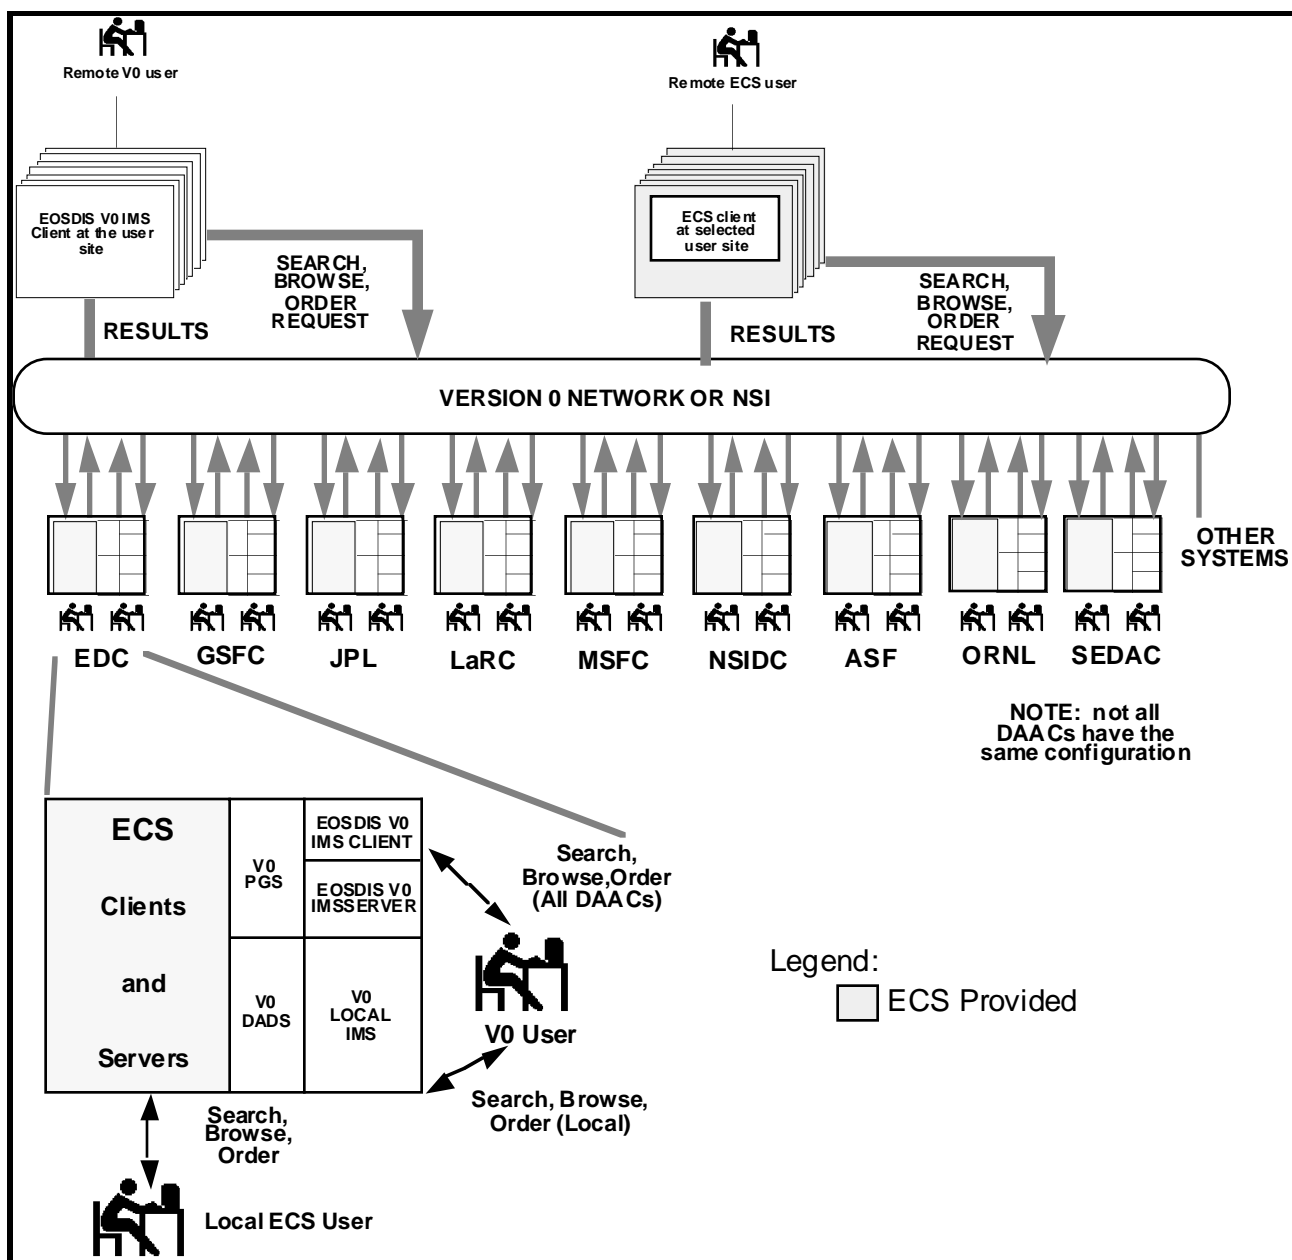 Remote V0 user
Remote ECS user
EOSDIS V0 IMS
Client at the user
site
ECS client
at selected
user site
SEARCH,
BROWSE,
ORDER
REQUEST
RESULTS
SEARCH,
BROWSE,
ORDER
REQUEST
RESULTS
VERSION 0 NETWORK OR NSI
OTHER
SYSTEMS
EDC
GSFC
JPL
LaRC
MSFC
NSIDC
ASF
ORNL
SEDAC
NOTE: not all
DAACs have the
same configuration
ECS
Clients
and
Servers
V0
PGS
EOSDIS V0
IMS CLIENT
EOSDIS V0
IMSSERVER
V0
DADS
V0
LOCAL
IMS
Search,
Browse,Order
(All DAACs)
V0 User
Search, Browse,
Order (Local)
Search,
Browse,
Order
Local ECS User
Legend:
ECS Provided